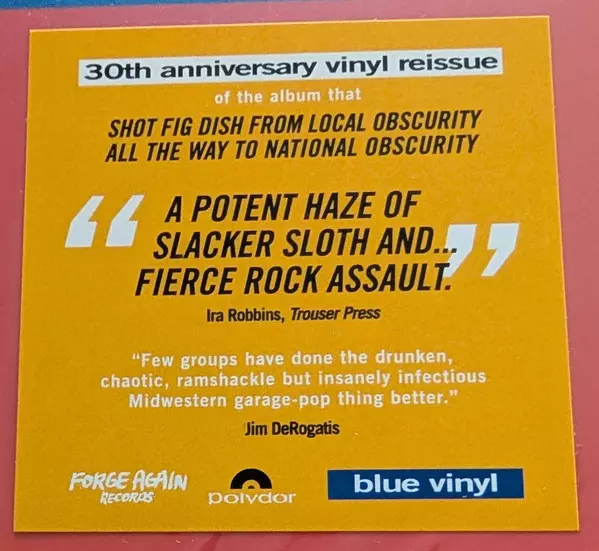 30th anniversary vinyl reissue
of the album that
SHOT FIG DISH FROM LOCAL OBSCURITY
ALL THE WAY TO NATIONAL OBSCURITY
“A POTENT HAZE OF
SLACKER SLOTH AND...
FIERCE ROCK ASSAULT.”
Ira Robbins, Trouser Press
“Few groups have done the drunken,
chaotic, ramshackle but insanely infectious
Midwestern garage-pop thing better.”
Jim DeRogatis
FORGE AGAIN
RECORDS
polydor
blue vinyl